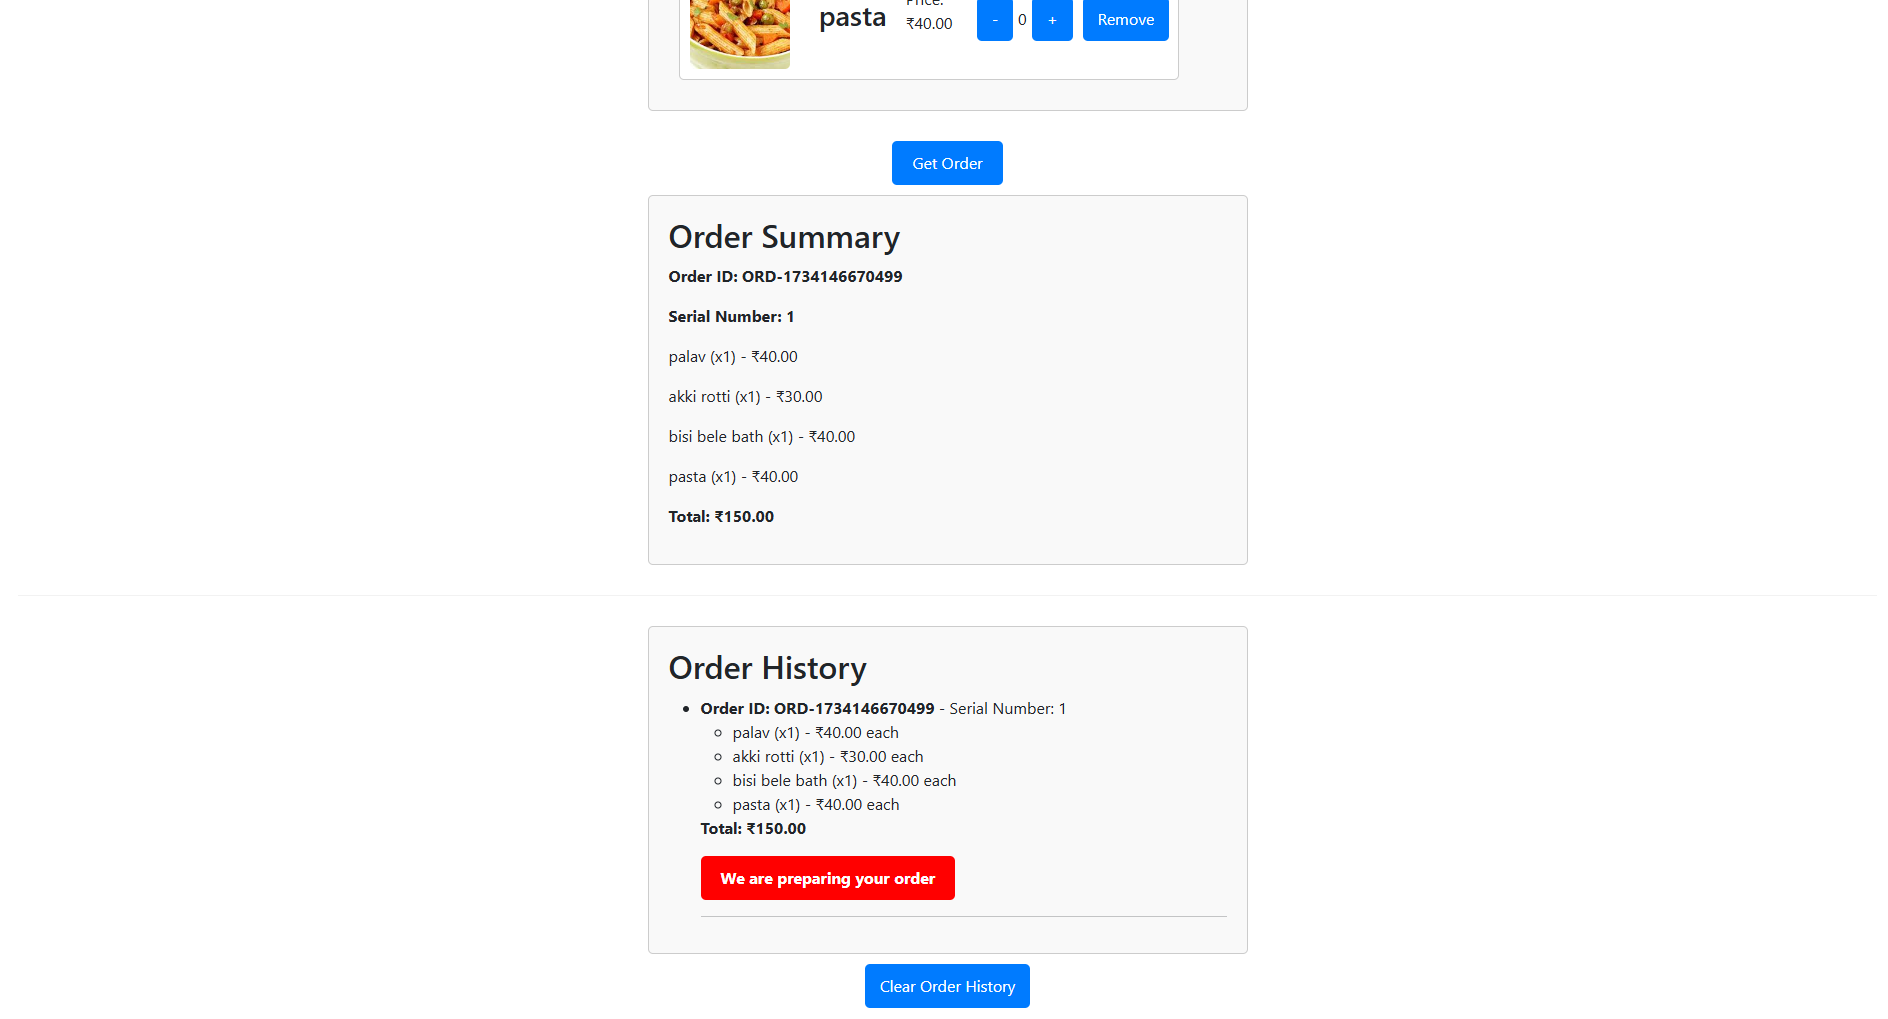 Price:
pasta
₹40.00
- 0 + Remove
Get Order
Order Summary
Order ID: ORD-1734146670499
Serial Number: 1
palav (x1) - ₹40.00
akki rotti (x1) - ₹30.00
bisi bele bath (x1) - ₹40.00
pasta (x1) - ₹40.00
Total: ₹150.00
Order History
Order ID: ORD-1734146670499 - Serial Number: 1
palav (x1) - ₹40.00 each
akki rotti (x1) - ₹30.00 each
bisi bele bath (x1) - ₹40.00 each
pasta (x1) - ₹40.00 each
Total: ₹150.00
We are preparing your order
Clear Order History